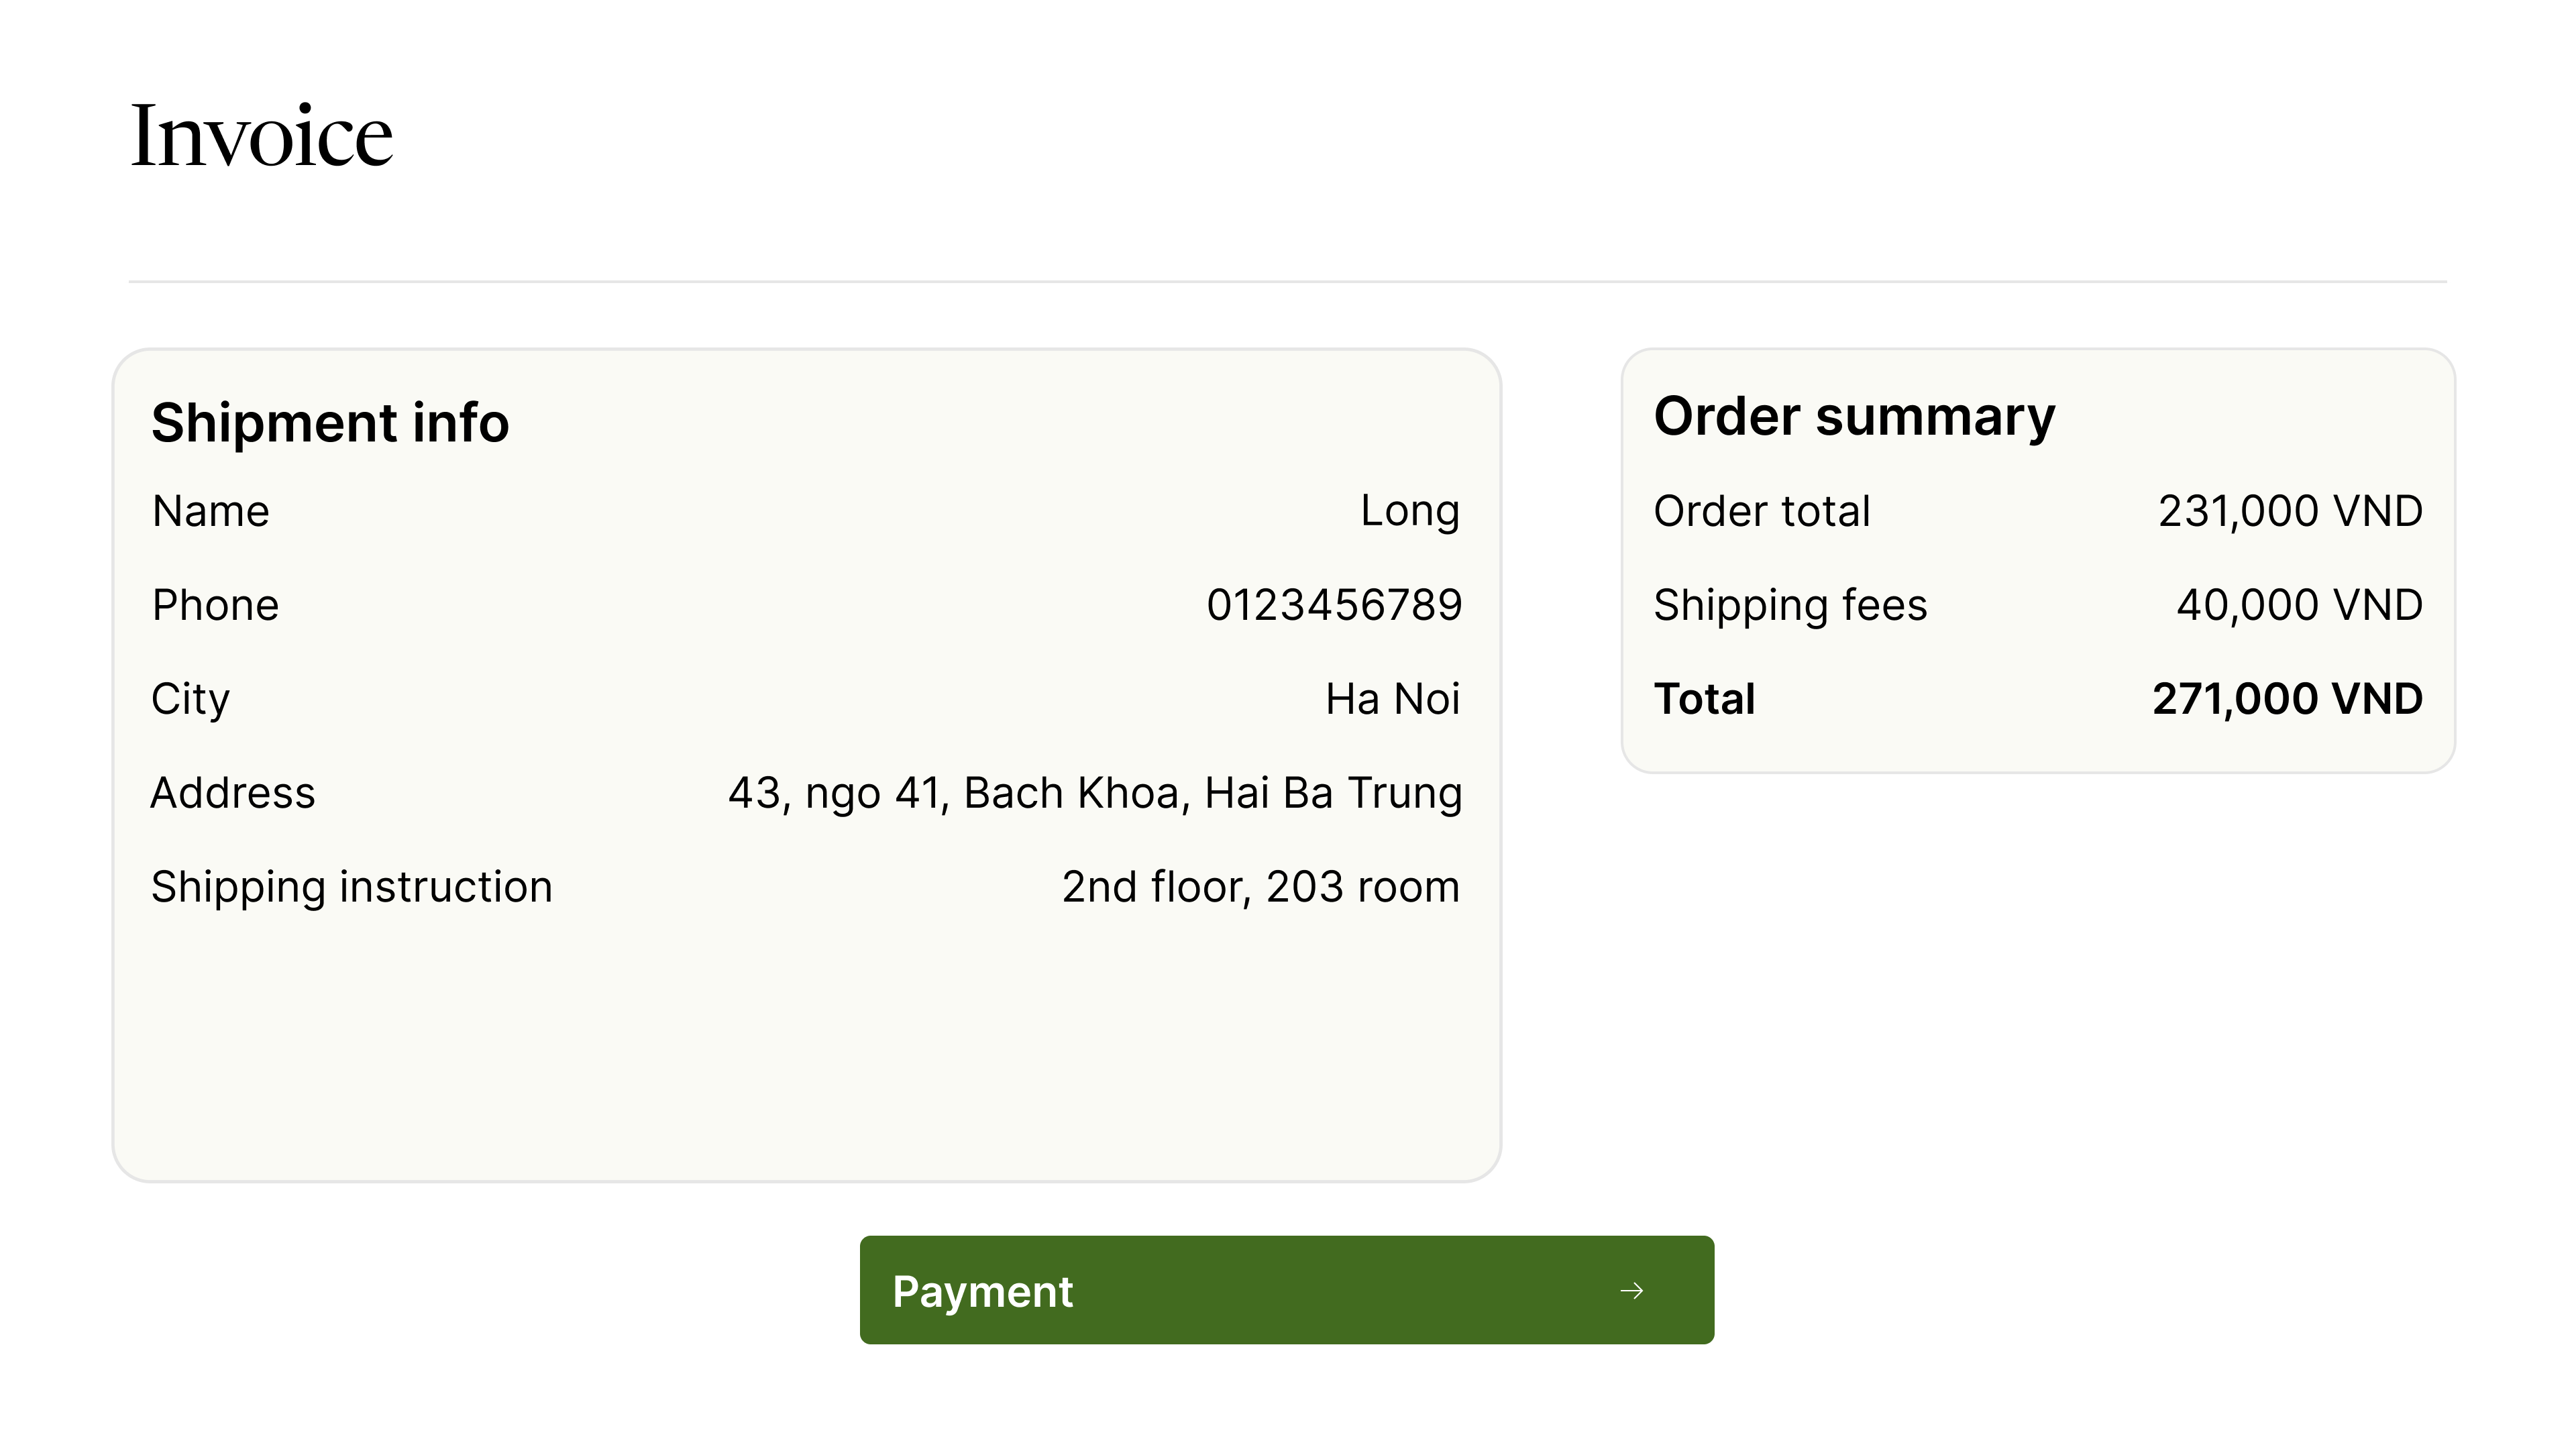 Invoice
Shipment info
Name Long
Phone 0123456789
City Ha Noi
Address 43, ngo 41, Bach Khoa, Hai Ba Trung
Shipping instruction 2nd floor, 203 room
Order summary
Order total 231,000 VND
Shipping fees 40,000 VND
Total 271,000 VND
Payment →